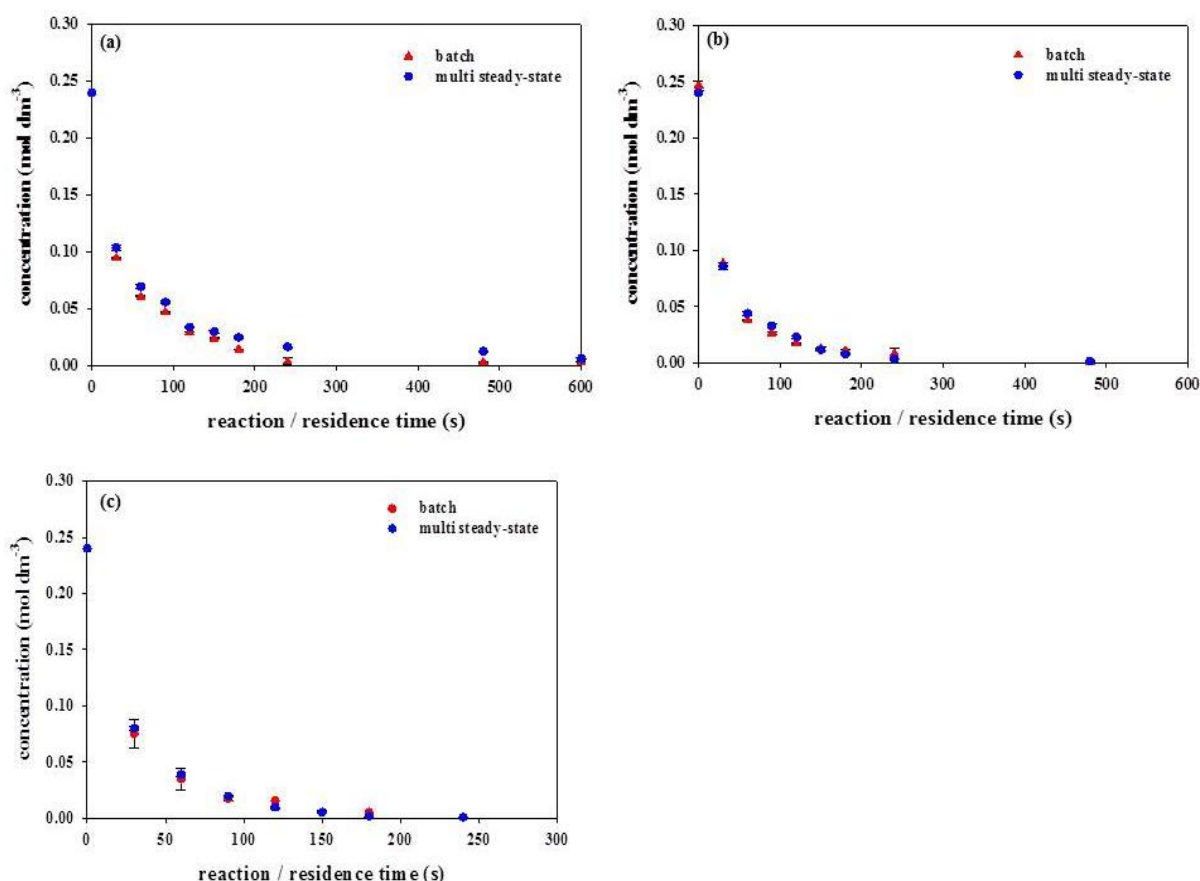 (a)
batch
multi steady-state
0.30
0.25
0.20
0.15
0.10
0.05
0.00
concentration (mol dm-3)
0 100 200 300 400 500 600
reaction / residence time (s)
(b)
batch
multi steady-state
0.30
0.25
0.20
0.15
0.10
0.05
0.00
concentration (mol dm-3)
0 100 200 300 400 500 600
reaction / residence time (s)
(c)
batch
multi steady-state
0.30
0.25
0.20
0.15
0.10
0.05
0.00
concentration (mol dm-3)
0 50 100 150 200 250 300
reaction / residence time (s)